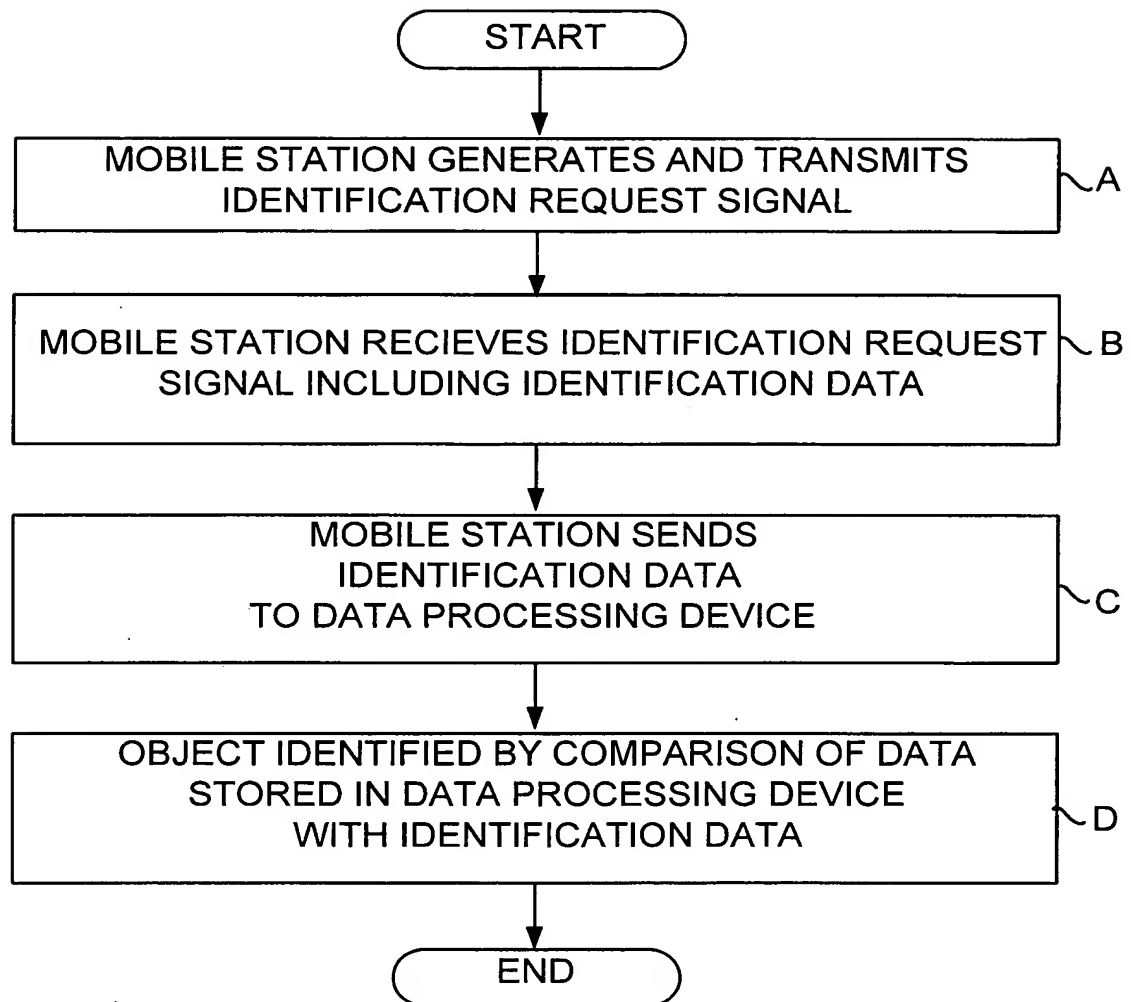 START
MOBILE STATION GENERATES AND TRANSMITS
IDENTIFICATION REQUEST SIGNAL
A
MOBILE STATION RECIEVES IDENTIFICATION REQUEST
SIGNAL INCLUDING IDENTIFICATION DATA
B
MOBILE STATION SENDS
IDENTIFICATION DATA
TO DATA PROCESSING DEVICE
C
OBJECT IDENTIFIED BY COMPARISON OF DATA
STORED IN DATA PROCESSING DEVICE
WITH IDENTIFICATION DATA
D
END